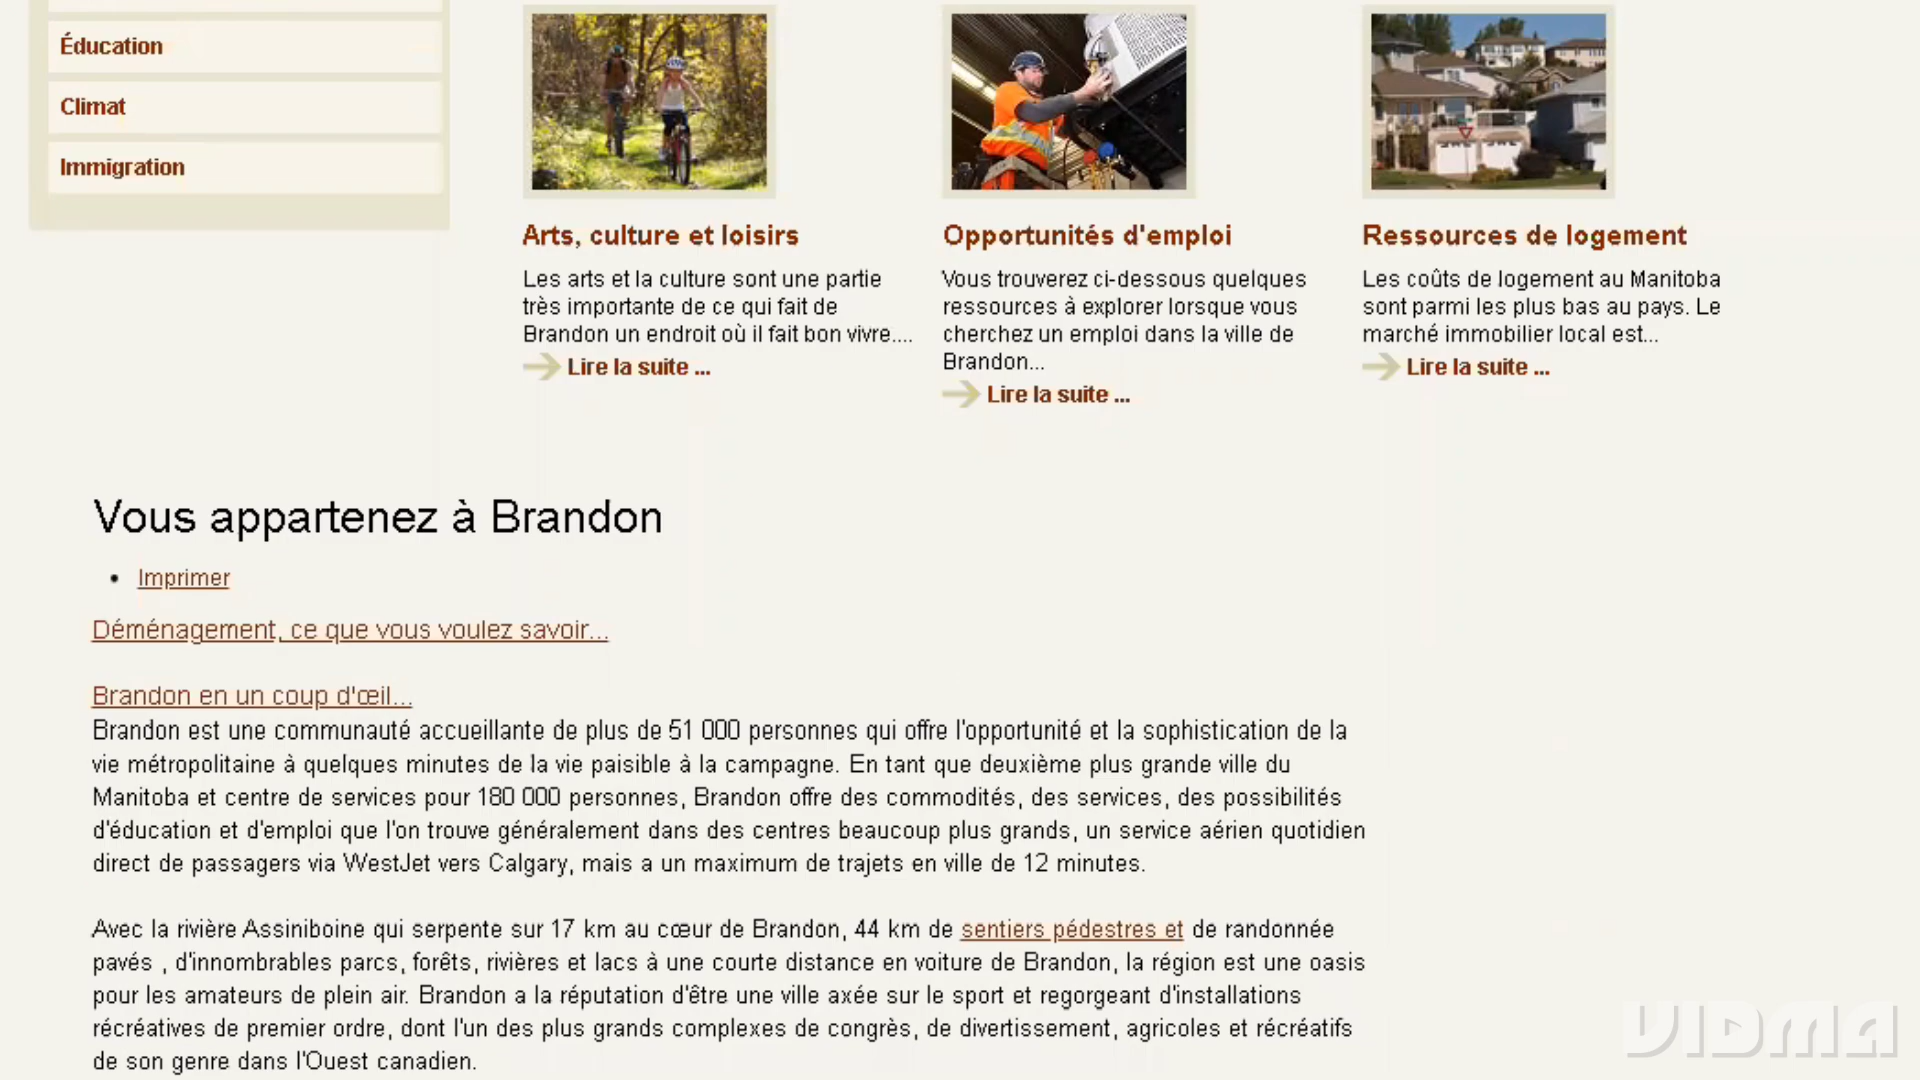 Éducation
Climat
Immigration
Arts, culture et loisirs
Les arts et la culture sont une partie
très importante de ce qui fait de
Brandon un endroit où il fait bon vivre....
Lire la suite ...
Opportunités d'emploi
Vous trouverez ci-dessous quelques
ressources à explorer lorsque vous
cherchez un emploi dans la ville de
Brandon...
Lire la suite ...
Ressources de logement
Les coûts de logement au Manitoba
sont parmi les plus bas au pays. Le
marché immobilier local est...
Lire la suite ...
Vous appartenez à Brandon
Imprimer
Déménagement, ce que vous voulez savoir...
Brandon en un coup d'œil...
Brandon est une communauté accueillante de plus de 51 000 personnes qui offre l'opportunité et la sophistication de la
vie métropolitaine à quelques minutes de la vie paisible à la campagne. En tant que deuxième plus grande ville du
Manitoba et centre de services pour 180 000 personnes, Brandon offre des commodités, des services, des possibilités
d'éducation et d'emploi que l'on trouve généralement dans des centres beaucoup plus grands, un service aérien quotidien
direct de passagers via WestJet vers Calgary, mais a un maximum de trajets en ville de 12 minutes.
Avec la rivière Assiniboine qui serpente sur 17 km au cœur de Brandon, 44 km de sentiers pédestres et de randonnée
pavés , d'innombrables parcs, forêts, rivières et lacs à une courte distance en voiture de Brandon, la région est une oasis
pour les amateurs de plein air. Brandon a la réputation d'être une ville axée sur le sport et regorgeant d'installations
récréatives de premier ordre, dont l'un des plus grands complexes de congrès, de divertissement, agricoles et récréatifs
de son genre dans l'Ouest canadien.
VIDMA